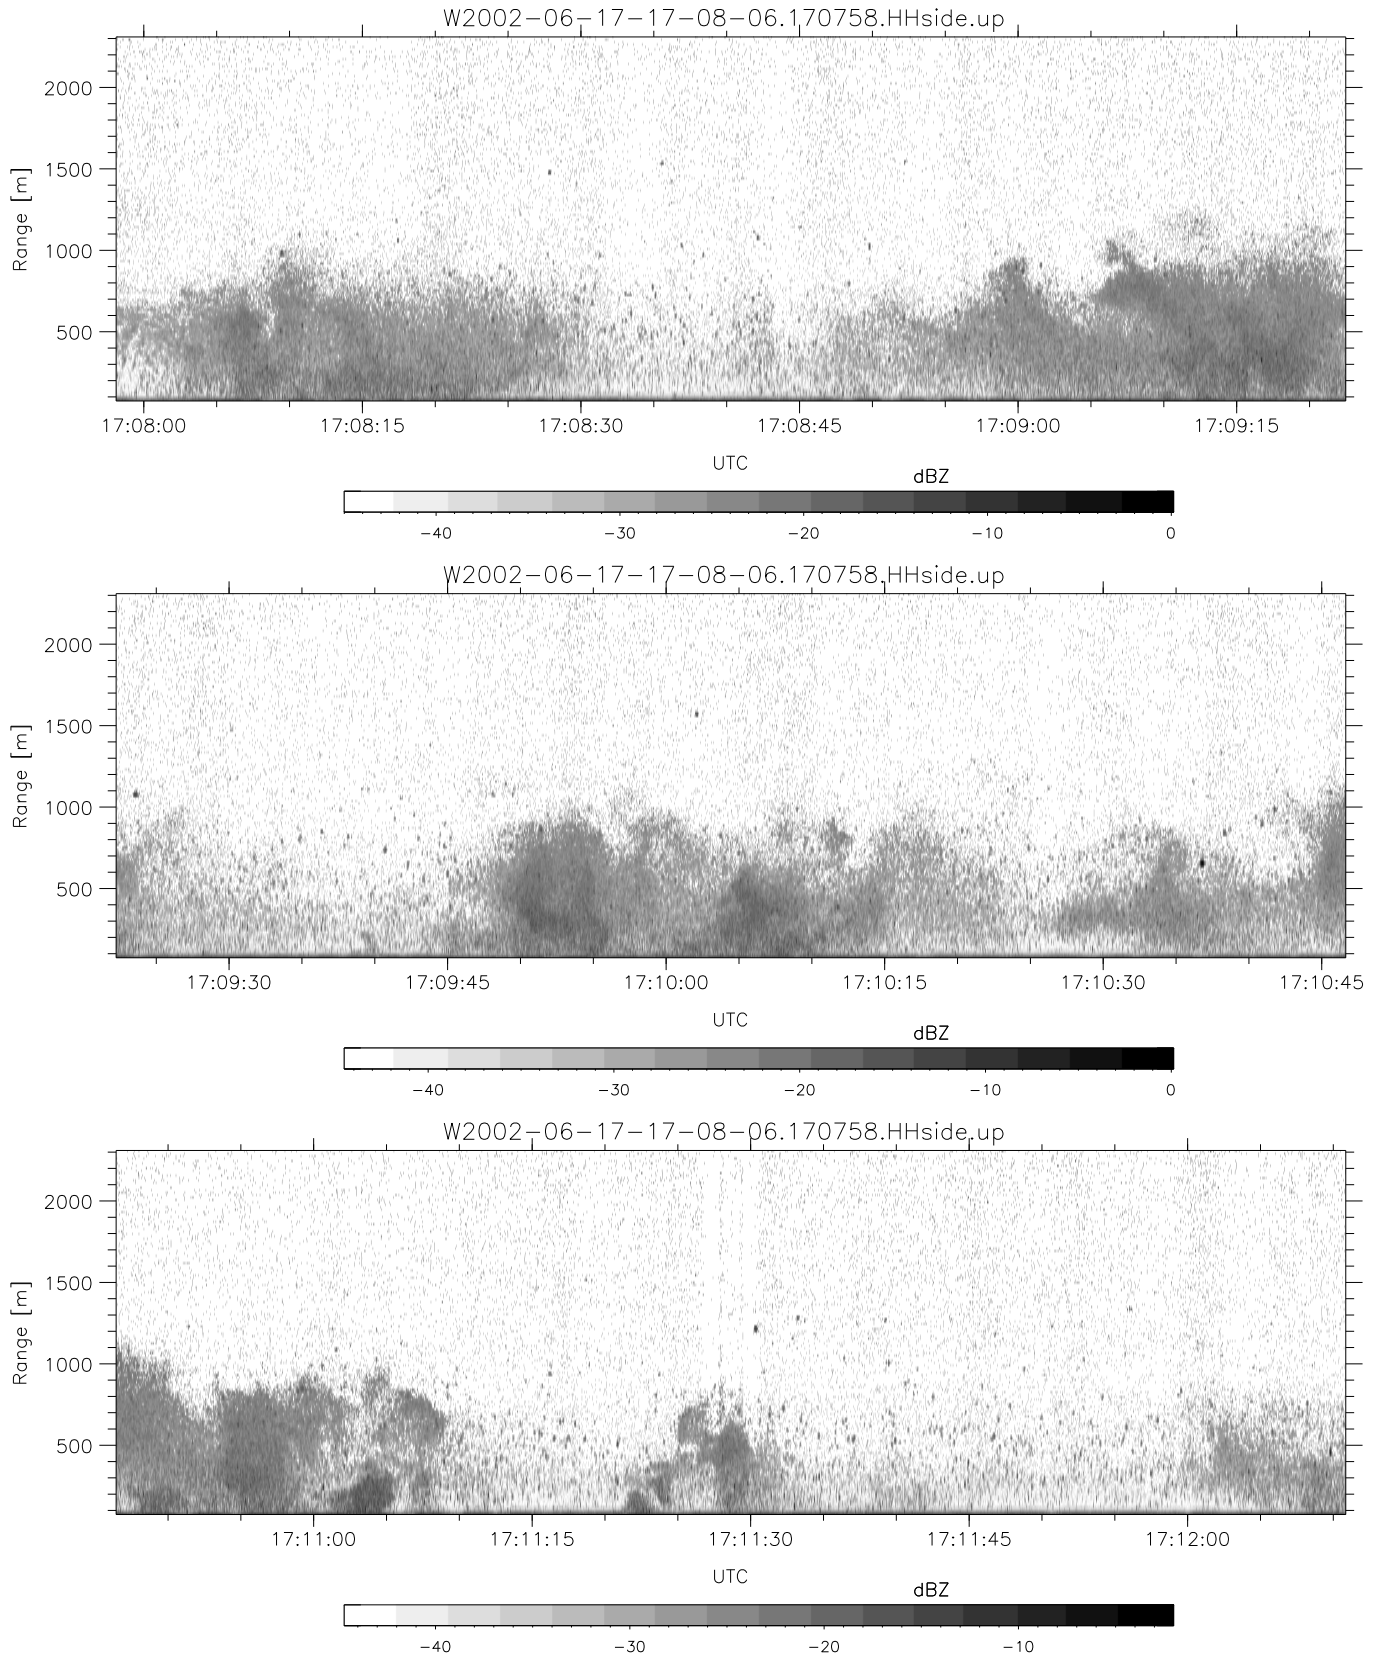 W2002-06-17-17-08-06.170758.HHside.up
2000
1500
1000
500
Range [m]
17:08:00 17:08:15 17:08:30 17:08:45 17:09:00 17:09:15
UTC
dBZ
-40 -30 -20 -10 0
W2002-06-17-17-08-06.170758.HHside.up
2000
1500
1000
500
Range [m]
17:09:30 17:09:45 17:10:00 17:10:15 17:10:30 17:10:45
UTC
dBZ
-40 -30 -20 -10 0
W2002-06-17-17-08-06.170758.HHside.up
2000
1500
1000
500
Range [m]
17:11:00 17:11:15 17:11:30 17:11:45 17:12:00
UTC
dBZ
-40 -30 -20 -10